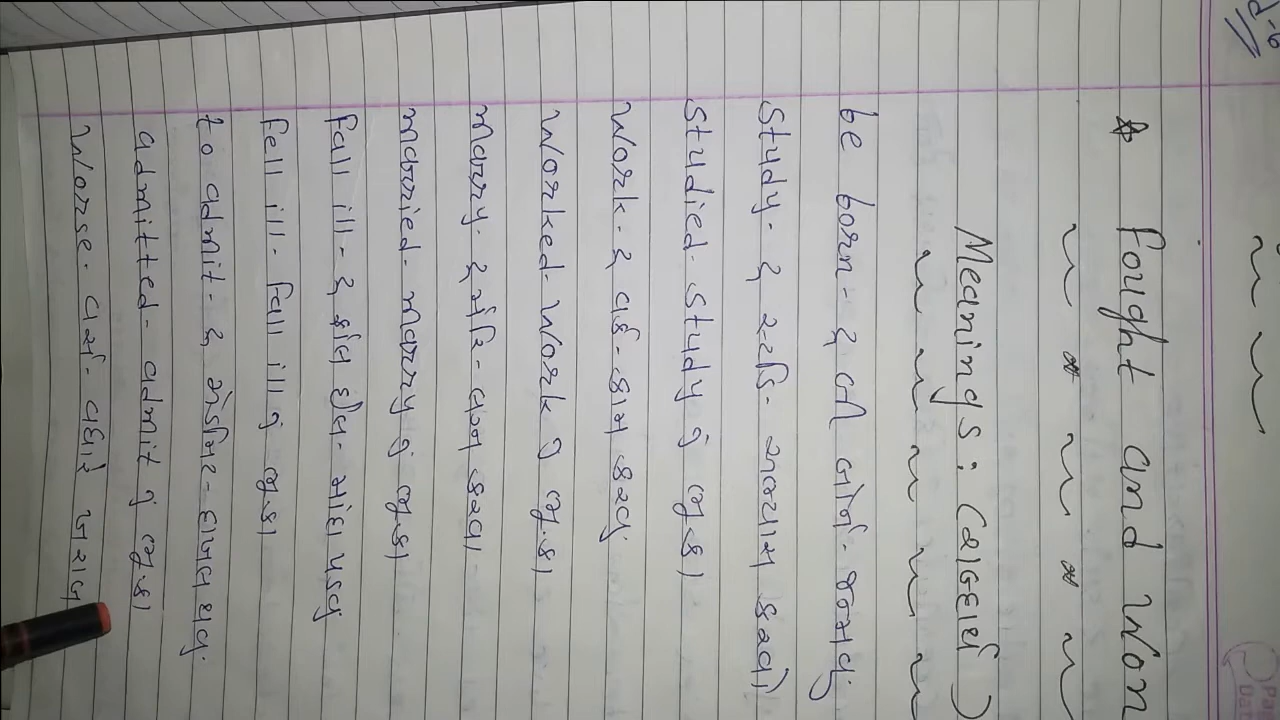 * Fought and Won
Meanings: (શબ્દાર્થ)
be born - ટુ બી બોર્ન - જન્મવું
Study - ટુ સ્ટડિ - અભ્યાસ કરવો
studied - study નું ભૂ.કા
work - ટુ વર્ક - કામ કરવું
worked - work નું ભૂ.કા
marry - ટુ મૅરિ - લગ્ન કરવા
married - marry નું ભૂ.કા
fall ill - ટુ ફૉલ ઈલ - માંદા પડવું
fell ill - fall ill નું ભૂ.કા
to admit - ટુ એડમિટ - દાખલ થવું
admitted - admit નું ભૂ.કા
worse - વર્સ - વધારે ખરાબ